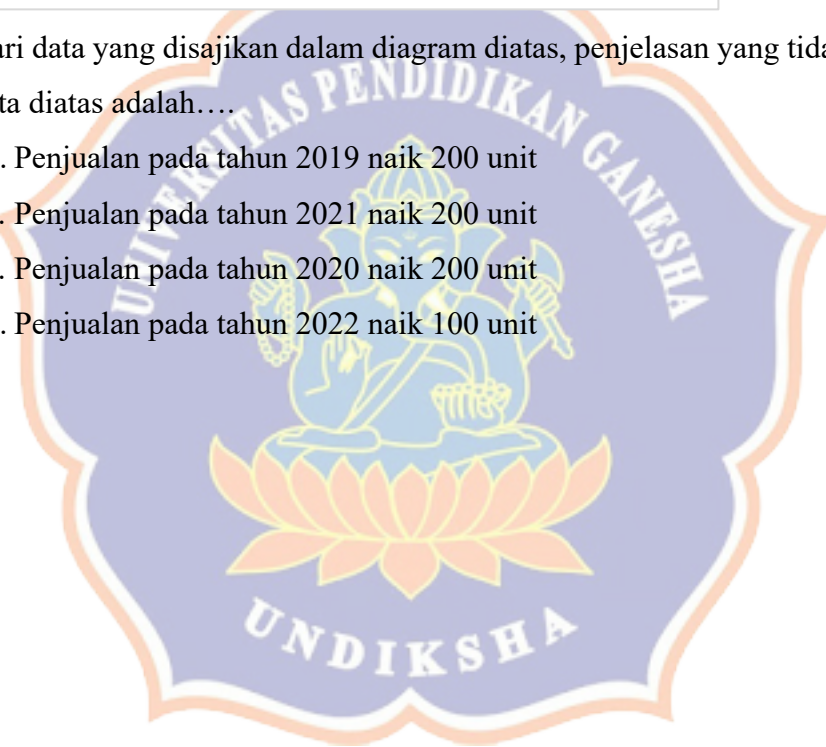 ari data yang disajikan dalam diagram diatas, penjelasan yang tida
ta diatas adalah….
. Penjualan pada tahun 2019 naik 200 unit
. Penjualan pada tahun 2021 naik 200 unit
. Penjualan pada tahun 2020 naik 200 unit
. Penjualan pada tahun 2022 naik 100 unit
UNIVERSITAS PENDIDIKAN GANESHA
UNDIKSHA